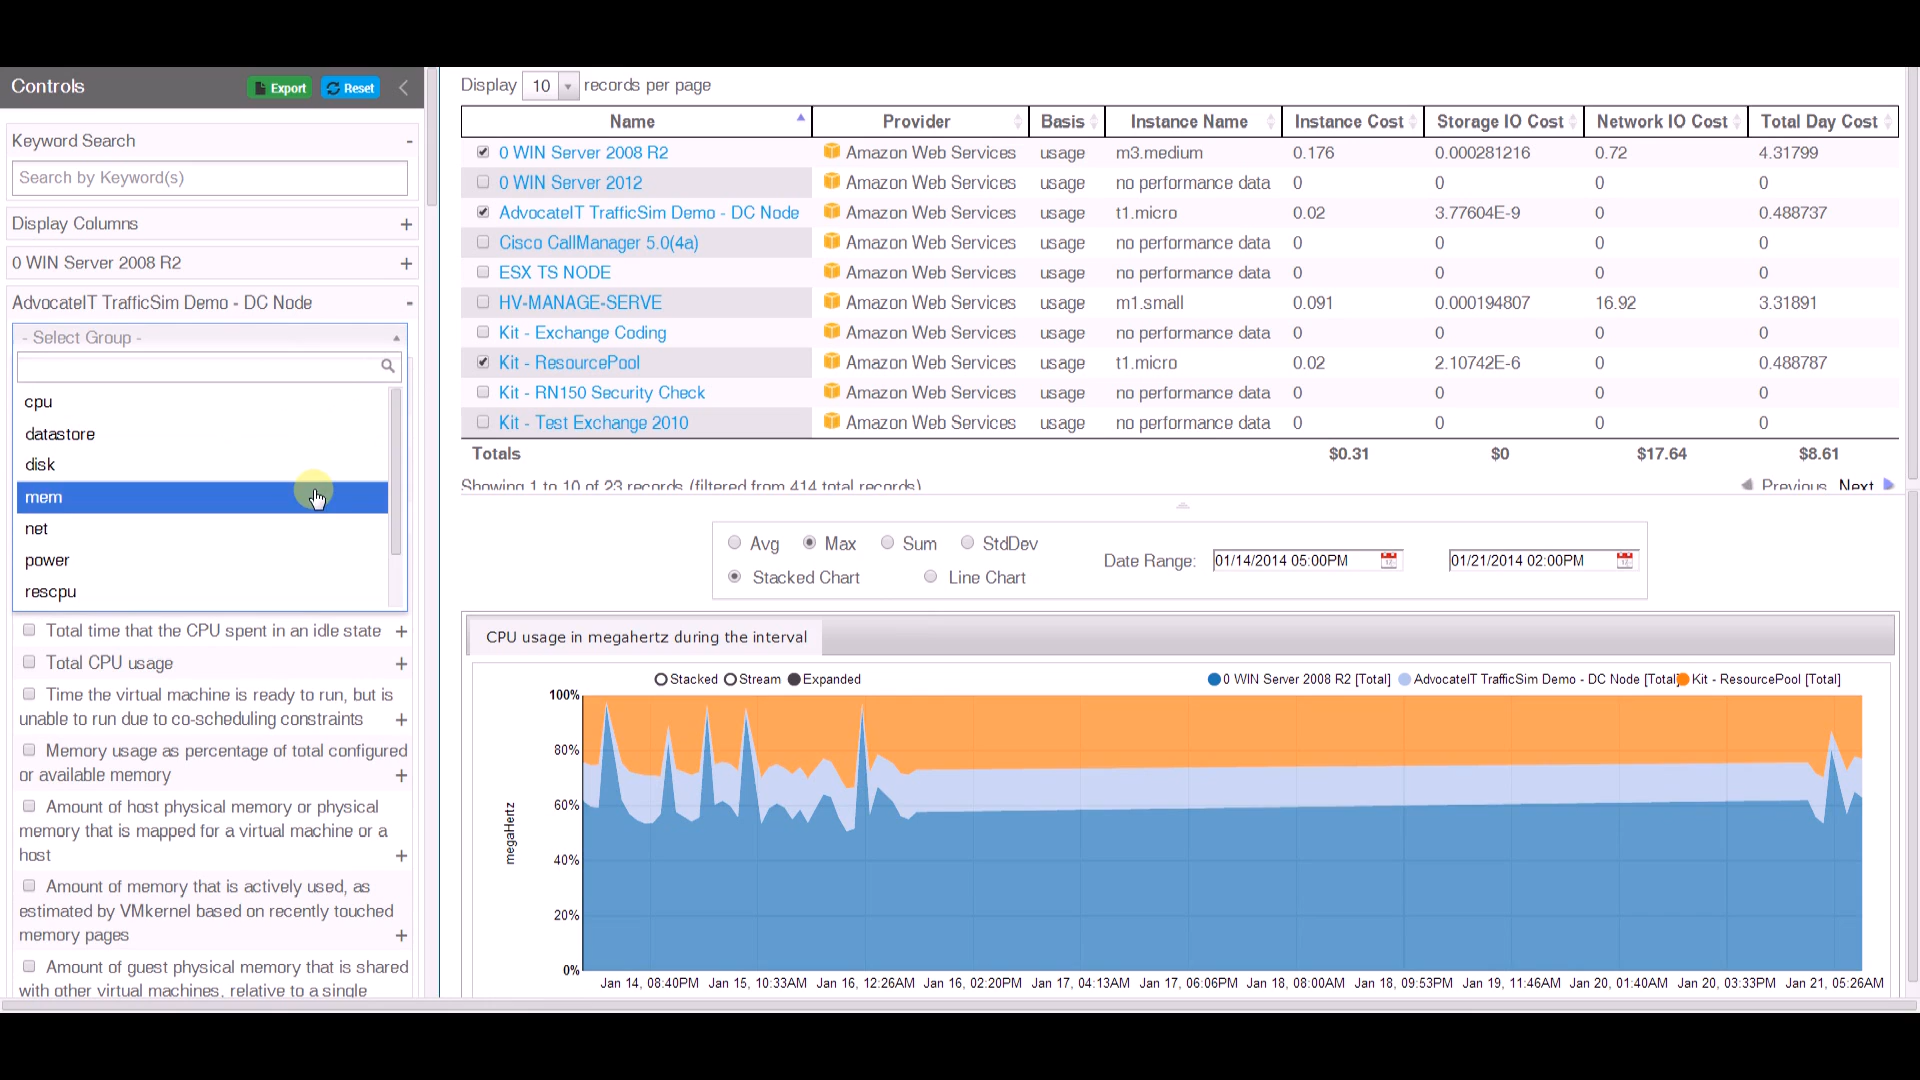 Controls
Export
Reset
Keyword Search
-
Search by Keyword(s)
Display Columns +
0 WIN Server 2008 R2 +
AdvocateIT TrafficSim Demo - DC Node -
- Select Group -
cpu
datastore
disk
mem
net
power
rescpu
Total time that the CPU spent in an idle state +
Total CPU usage +
Time the virtual machine is ready to run, but is
unable to run due to co-scheduling constraints +
Memory usage as percentage of total configured
or available memory +
Amount of host physical memory or physical
memory that is mapped for a virtual machine or a
host +
Amount of memory that is actively used, as
estimated by VMkernel based on recently touched
memory pages +
Amount of guest physical memory that is shared
with other virtual machines, relative to a single
Display 10 records per page
Name Provider Basis Instance Name Instance Cost Storage IO Cost Network IO Cost Total Day Cost
0 WIN Server 2008 R2 Amazon Web Services usage m3.medium 0.176 0.000281216 0.72 4.31799
0 WIN Server 2012 Amazon Web Services usage no performance data 0 0 0 0
AdvocateIT TrafficSim Demo - DC Node Amazon Web Services usage t1.micro 0.02 3.77604E-9 0 0.488737
Cisco CallManager 5.0(4a) Amazon Web Services usage no performance data 0 0 0 0
ESX TS NODE Amazon Web Services usage no performance data 0 0 0 0
HV-MANAGE-SERVE Amazon Web Services usage m1.small 0.091 0.000194807 16.92 3.31891
Kit - Exchange Coding Amazon Web Services usage no performance data 0 0 0 0
Kit - ResourcePool Amazon Web Services usage t1.micro 0.02 2.10742E-6 0 0.488787
Kit - RN150 Security Check Amazon Web Services usage no performance data 0 0 0 0
Kit - Test Exchange 2010 Amazon Web Services usage no performance data 0 0 0 0
Totals $0.31 $0 $17.64 $8.61
Showing 1 to 10 of 23 records (filtered from 414 total records) Previous Next
Avg Max Sum StdDev
Stacked Chart Line Chart
Date Range: 01/14/2014 05:00PM 01/21/2014 02:00PM
CPU usage in megahertz during the interval
Stacked Stream Expanded
0 WIN Server 2008 R2 [Total] AdvocateIT TrafficSim Demo - DC Node [Total] Kit - ResourcePool [Total]
100%
80%
60%
40%
20%
0%
megaHertz
Jan 14, 08:40PM Jan 15, 10:33AM Jan 16, 12:26AM Jan 16, 02:20PM Jan 17, 04:13AM Jan 17, 06:06PM Jan 18, 08:00AM Jan 18, 09:53PM Jan 19, 11:46AM Jan 20, 01:40AM Jan 20, 03:33PM Jan 21, 05:26AM